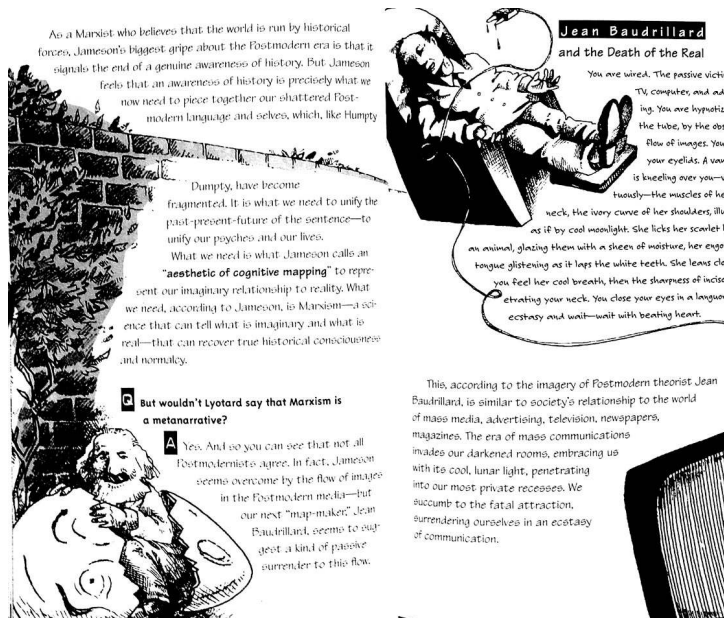 As a Marxist who believes that the world is run by historical
forces, Jameson's biggest gripe about the Postmodern era is that it
signals the end of a genuine awareness of history. But Jameson
feels that an awareness of history is precisely what we
now need to piece together our shattered Post-
modern language and selves, which, like Humpty
Dumpty, have become
fragmented. It is what we need to unify the
past-present-future of the sentence—to
unify our psyches and our lives.
What we need is what Jameson calls an
"aesthetic of cognitive mapping" to repre-
sent our imaginary relationship to reality. What
we need, according to Jameson, is Marxism—a sci-
ence that can tell what is imaginary and what is
real—that can recover true historical consciousness
and normalcy.
Q But wouldn't Lyotard say that Marxism is
a metanarrative?
A Yes. And so you can see that not all
Postmodernists agree. In fact, Jameson
seems overcome by the flow of images
in the Postmodern media—but
our next "map-maker," Jean
Baudrillard, seems to sug-
gest a kind of passive
surrender to this flow.
Jean Baudrillard
and the Death of the Real
You are wired. The passive
TV, computer, and
ing. You are
the tube, by the
flow of images.
your eyelids. A
is kneeling over
tuously—the muscles of
neck, the ivory curve of her shoulders,
as if by cool moonlight. She licks her scarlet
an animal, glazing them with a sheen of moisture, her
tongue glistening as it laps the white teeth. She leans
you feel her cool breath, then the sharpness of
etrating your neck. You close your eyes in a
ecstasy and wait—wait with beating heart.
This, according to the imagery of Postmodern theorist Jean
Baudrillard, is similar to society's relationship to the world
of mass media, advertising, television, newspapers,
magazines. The era of mass communications
invades our darkened rooms, embracing us
with its cool, lunar light, penetrating
into our most private recesses. We
succumb to the fatal attraction,
surrendering ourselves in an ecstasy
of communication.